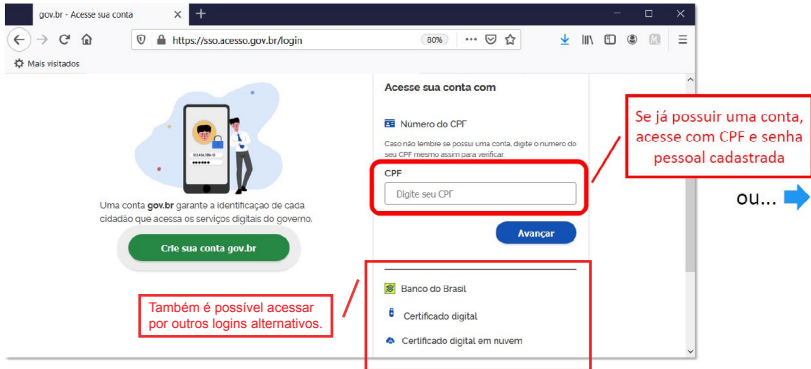 gov.br - Acesse sua conta
https://sso.acesso.gov.br/login
80%
Mais visitados
Acesse sua conta com
Número do CPF
Caso não lembre se possui uma conta, digite o numero do
seu CPF mesmo assim para verificar.
CPF
Digite seu CPF
Avançar
Uma conta gov.br garante a identificação de cada
cidadão que acessa os serviços digitais do governo.
Crie sua conta gov.br
Se já possuir uma conta,
acesse com CPF e senha
pessoal cadastrada
ou...
Também é possível acessar
por outros logins alternativos.
Banco do Brasil
Certificado digital
Certificado digital em nuvem